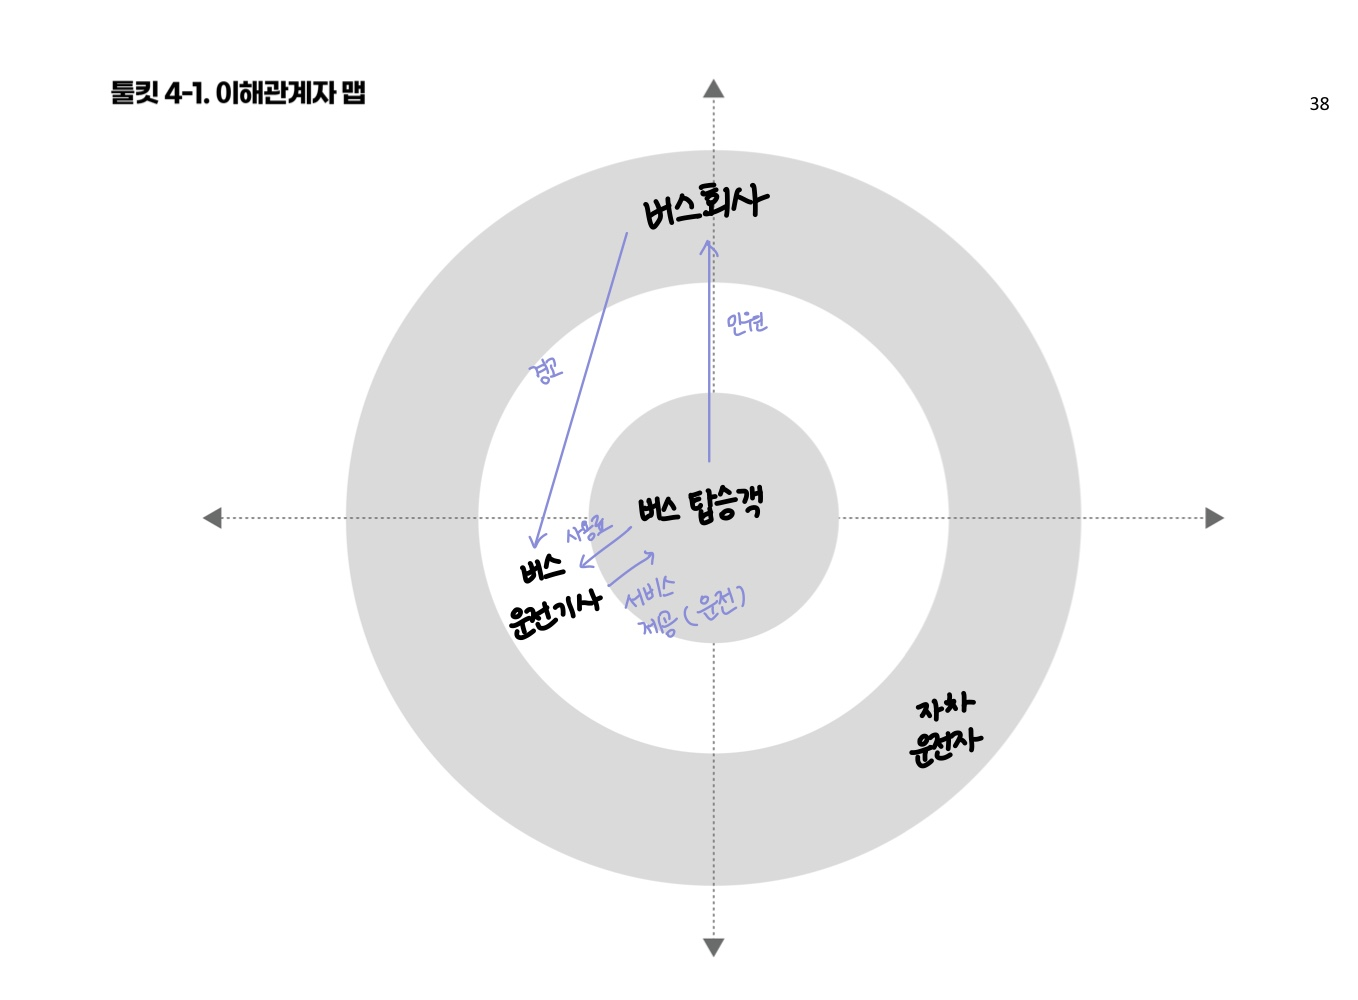 툴킷 4-1. 이해관계자 맵
38
버스회사
민원
경고
버스 탑승객
사용료
버스
운전기사
서비스
제공 (운전)
자차
운전자